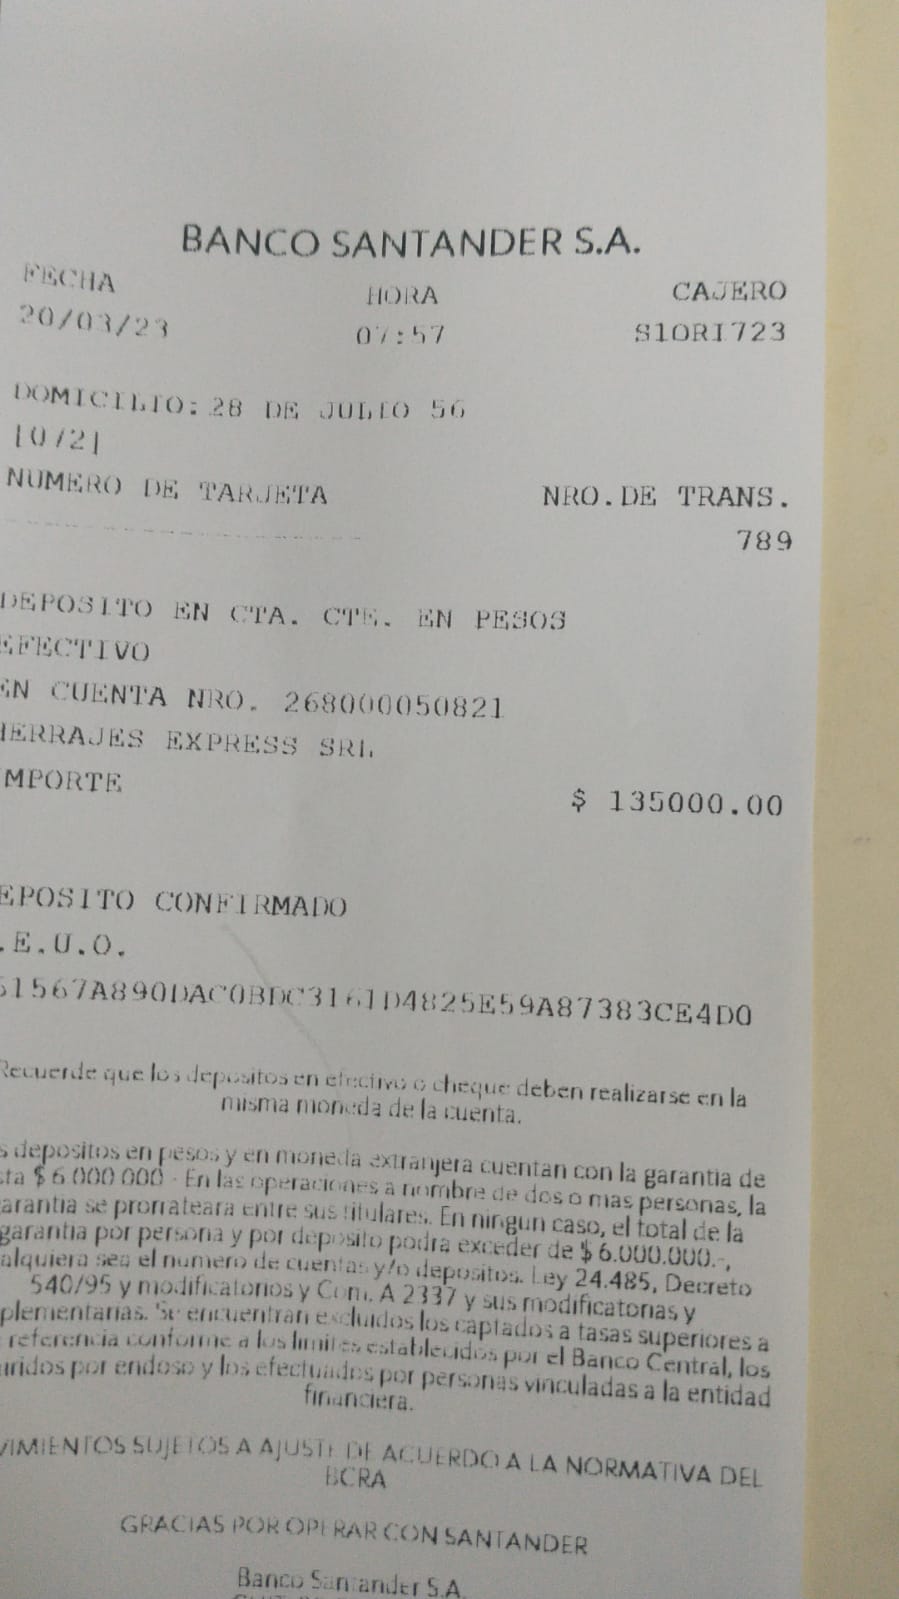 BANCO SANTANDER S.A.
FECHA HORA CAJERO
20/03/23 07:57 S1ORI723
DOMICILIO: 28 DE JULIO 56
[0/2]
NUMERO DE TARJETA NRO.DE TRANS.
789
DEPOSITO EN CTA. CTE. EN PESOS
EFECTIVO
EN CUENTA NRO. 268000050821
HERRAJES EXPRESS SRL
MPORTE $ 135000.00
EPOSITO CONFIRMADO
.E.U.O.
51567A890DAC0BDC3161D4825E59A87383CE4D0
Recuerde que los depositos en efectivo o cheque deben realizarse en la
misma moneda de la cuenta.
s depositos en pesos y en moneda extranjera cuentan con la garantia de
sta $ 6.000.000 - En las operaciones a nombre de dos o mas personas, la
arantia se prorrateara entre sus titulares. En ningun caso, el total de la
garantia por persona y por deposito podra exceder de $ 6.000.000.-,
alquiera sea el numero de cuentas y/o depositos. Ley 24.485, Decreto
540/95 y modificatorios y Com. A 2337 y sus modificatorias y
plementarias. Se encuentran excluidos los captados a tasas superiores a
referencia conforme a los limites establecidos por el Banco Central, los
uiridos por endoso y los efectuados por personas vinculadas a la entidad
financiera.
VIMIENTOS SUJETOS A AJUSTE DE ACUERDO A LA NORMATIVA DEL
BCRA
GRACIAS POR OPERAR CON SANTANDER
Banco Santander S.A.